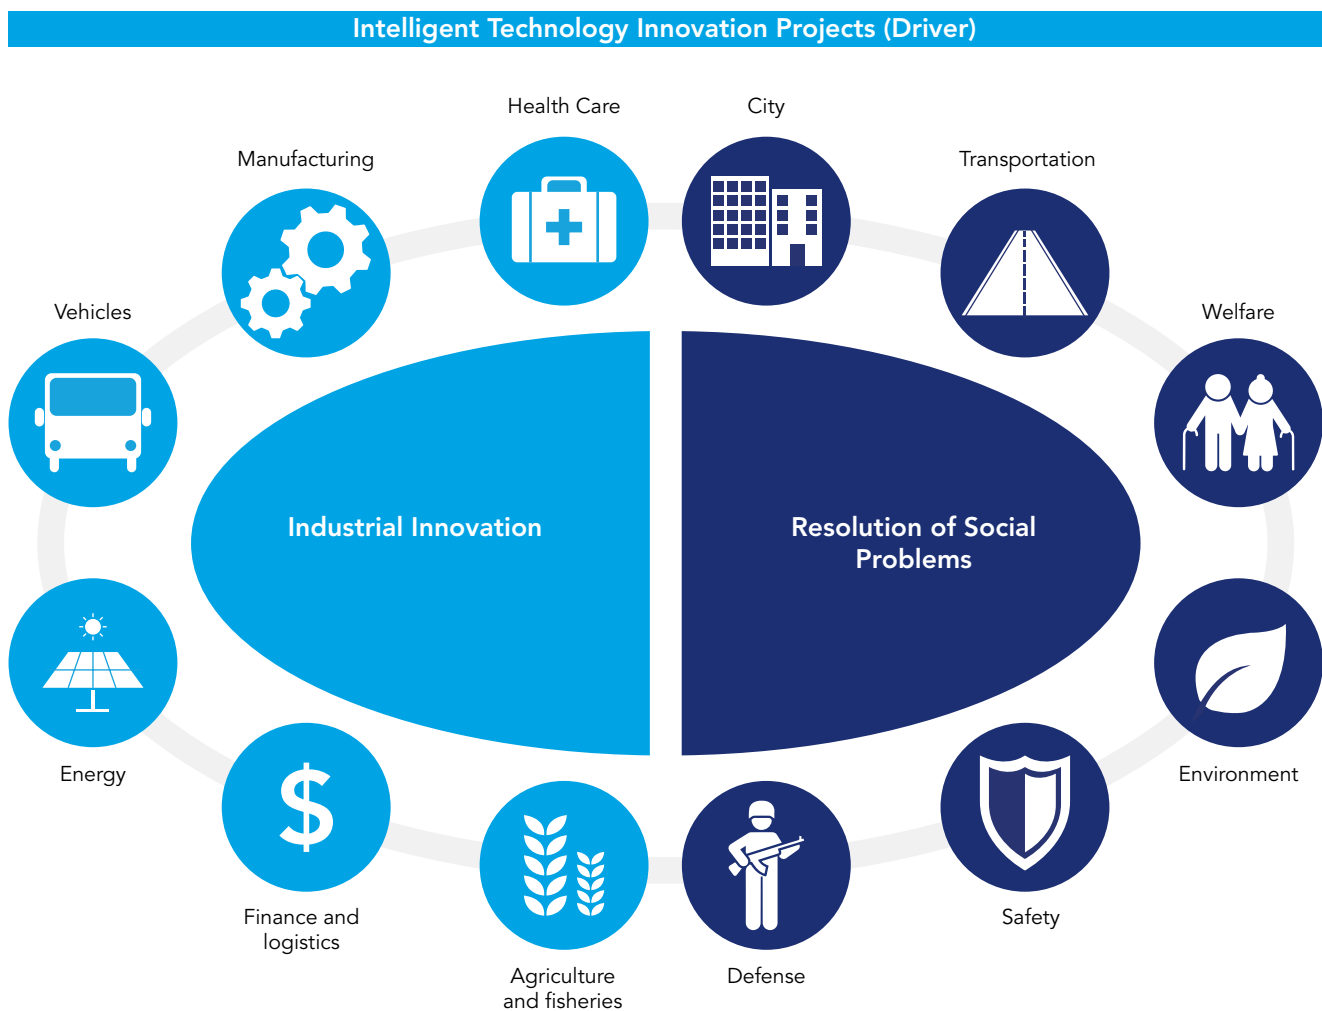 Intelligent Technology Innovation Projects (Driver)
Health Care
City
Manufacturing
Transportation
Vehicles
Welfare
Industrial Innovation
Resolution of Social
Problems
Energy
Environment
Finance and
logistics
Safety
Agriculture
and fisheries
Defense